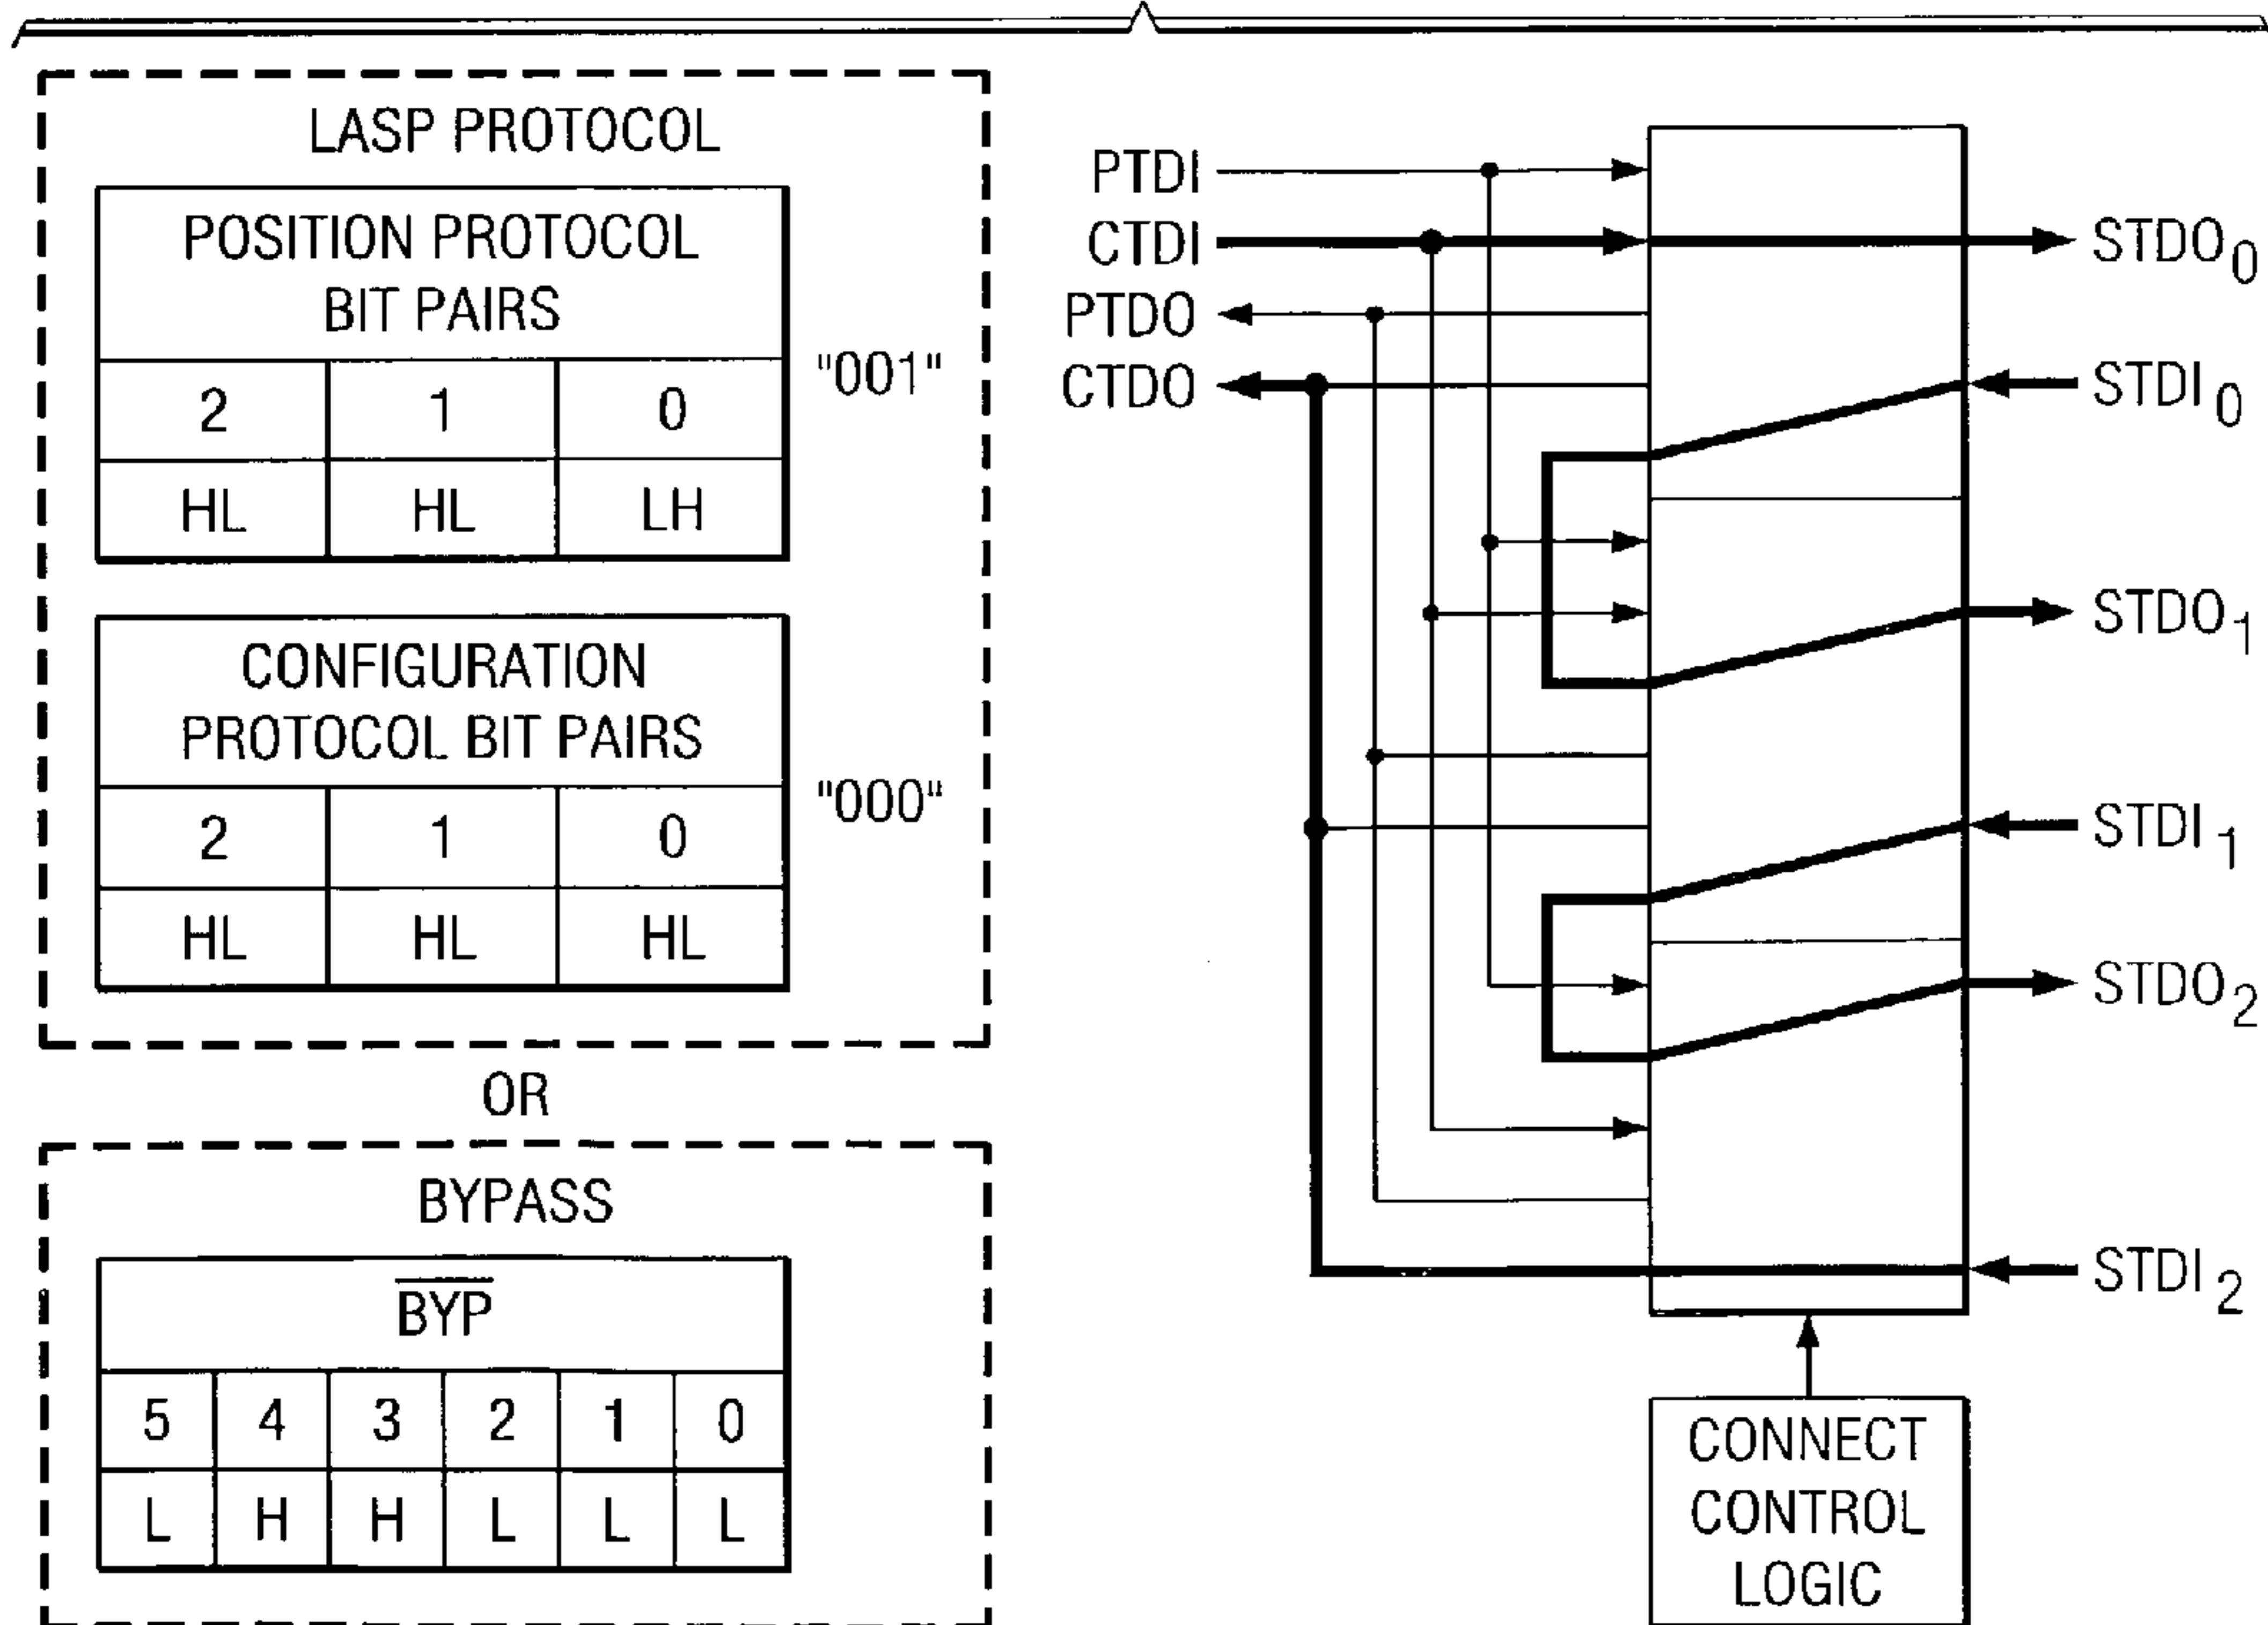 LASP PROTOCOL
POSITION PROTOCOL
BIT PAIRS
2 1 0
HL HL LH
"001"
CONFIGURATION
PROTOCOL BIT PAIRS
2 1 0
HL HL HL
"000"
OR
BYPASS
BYP
5 4 3 2 1 0
L H H L L L
PTDI
CTDI
PTDO
CTDO
STDO0
STDI0
STDO1
STDI1
STDO2
STDI2
CONNECT
CONTROL
LOGIC